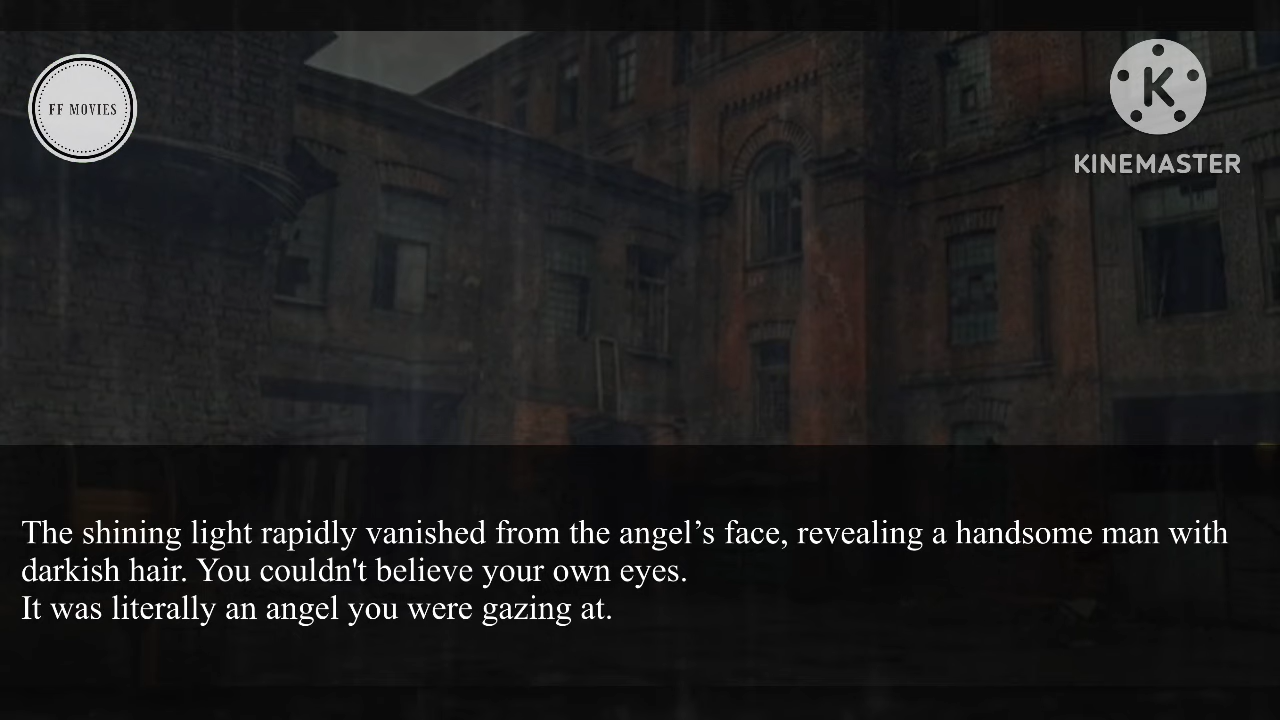 FF MOVIES
K
KINEMASTER
The shining light rapidly vanished from the angel’s face, revealing a handsome man with
darkish hair. You couldn't believe your own eyes.
It was literally an angel you were gazing at.